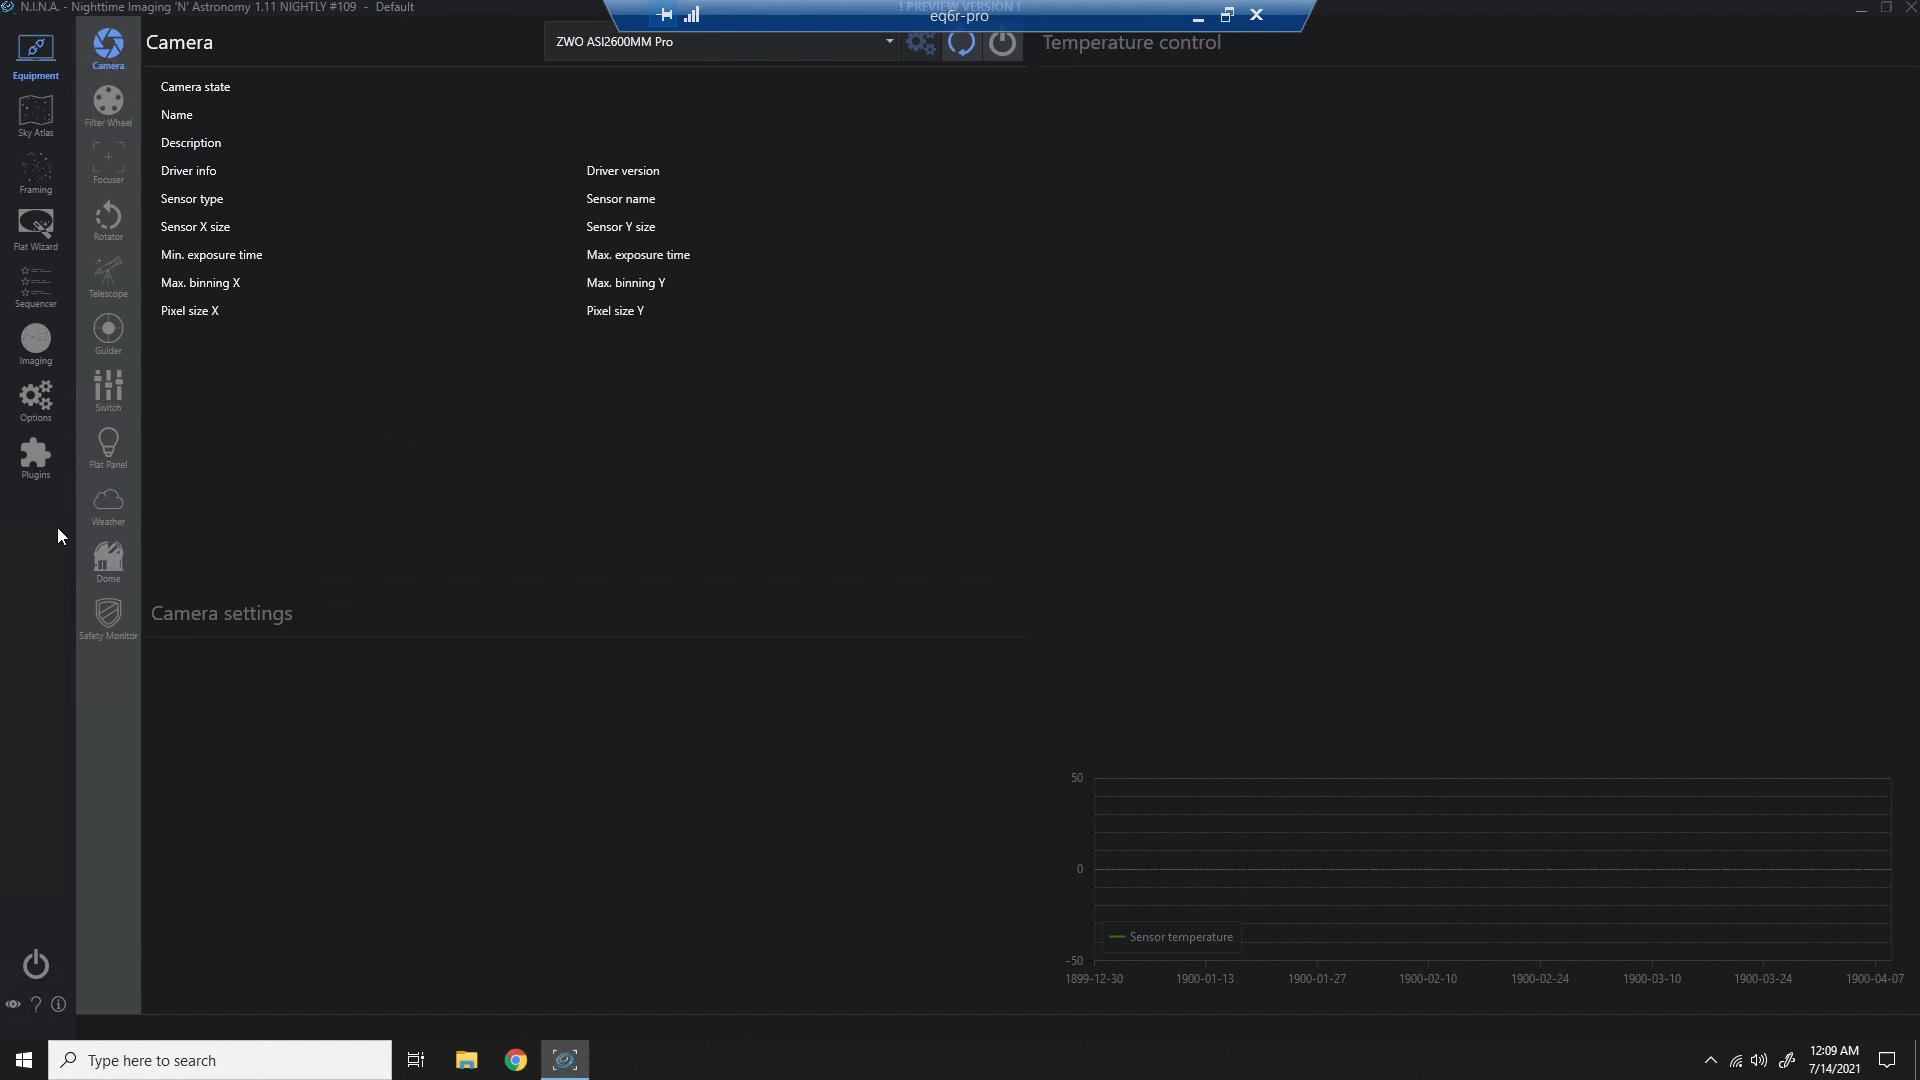 N.I.N.A. - Nighttime Imaging 'N' Astronomy 1.11 NIGHTLY #109 - Default
! PREVIEW VERSION !
eq6r-pro
Equipment
Sky Atlas
Framing
Flat Wizard
Sequencer
Imaging
Options
Plugins
Camera
Filter Wheel
Focuser
Rotator
Telescope
Guider
Switch
Flat Panel
Weather
Dome
Safety Monitor
Camera
ZWO ASI2600MM Pro
Camera state
Name
Description
Driver info
Driver version
Sensor type
Sensor name
Sensor X size
Sensor Y size
Min. exposure time
Max. exposure time
Max. binning X
Max. binning Y
Pixel size X
Pixel size Y
Camera settings
Temperature control
50
0
-50
Sensor temperature
1899-12-30 1900-01-13 1900-01-27 1900-02-10 1900-02-24 1900-03-10 1900-03-24 1900-04-07
Type here to search
12:09 AM
7/14/2021